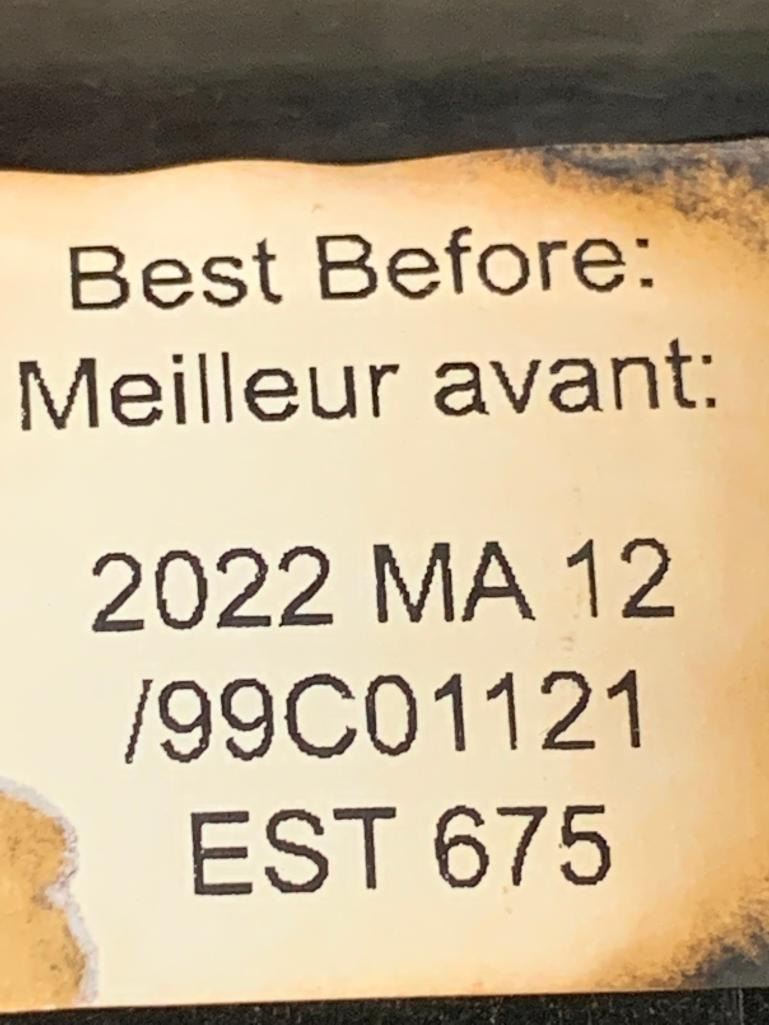 Best Before:
Meilleur avant:
2022 MA 12
/99C01121
EST 675